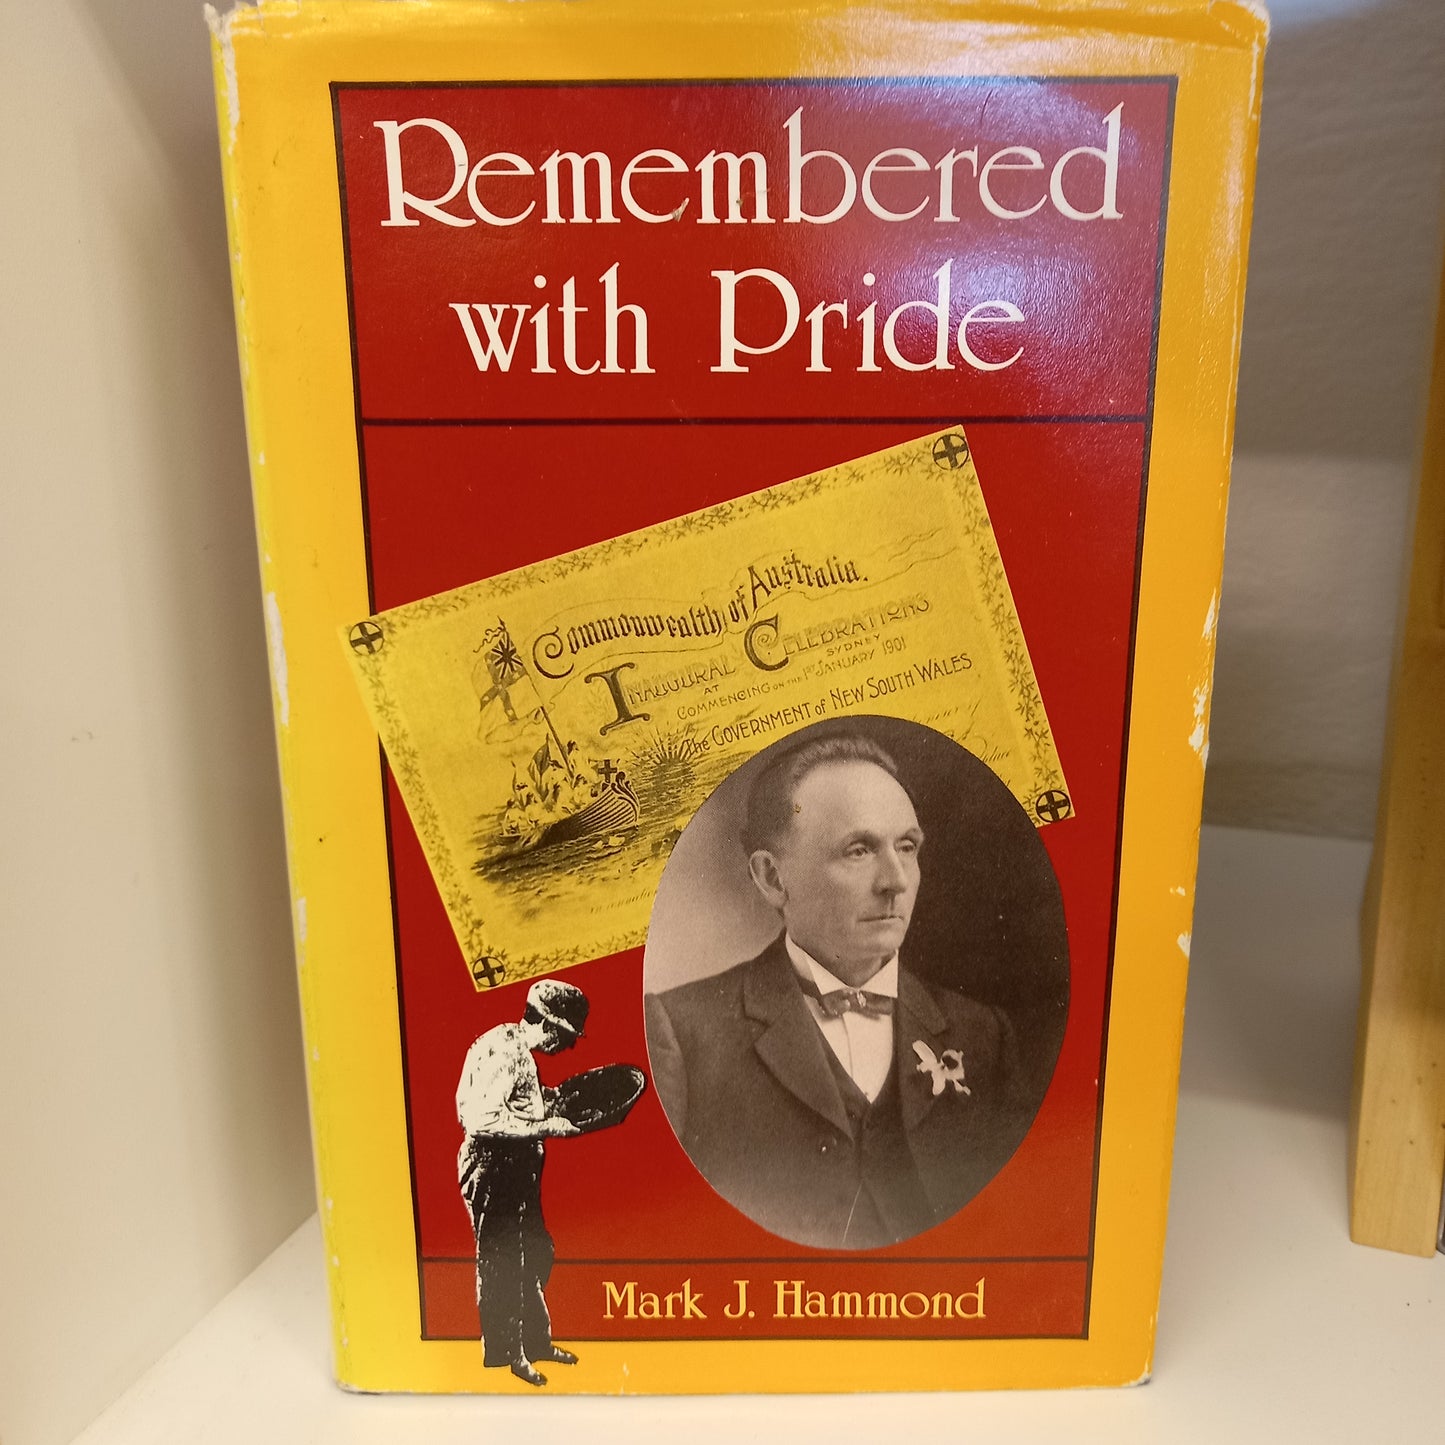 Remembered
with Pride
Commonwealth of Australia.
INAUGURAL CELEBRATIONS
AT SYDNEY
COMMENCING ON THE 1ST JANUARY 1901
The GOVERNMENT of NEW SOUTH WALES
Mark J. Hammond